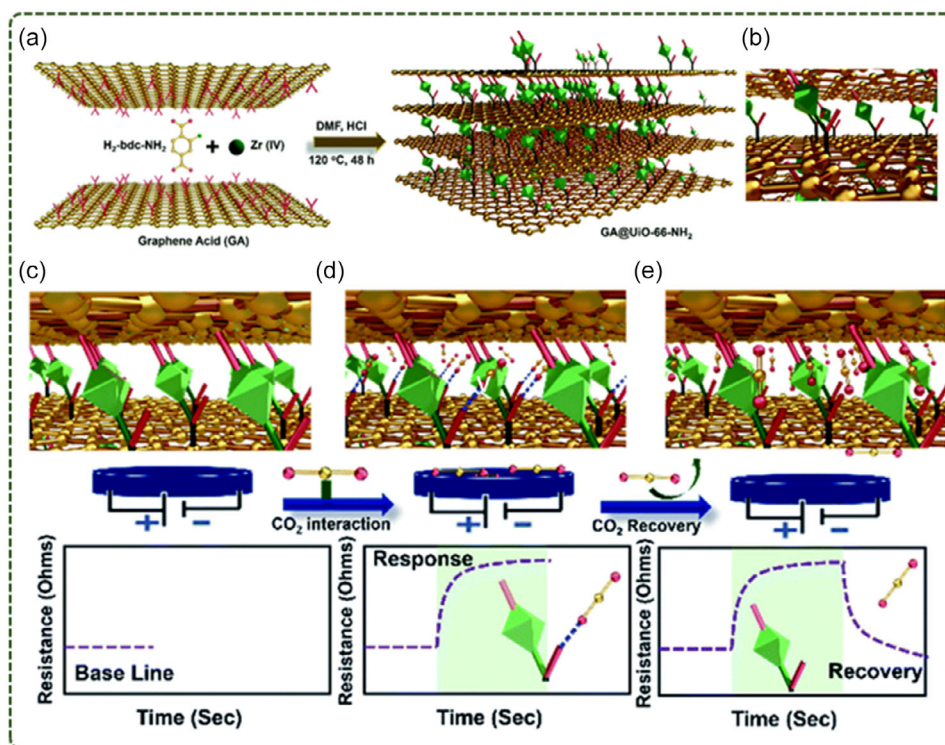 (a)
(b)
H₂-bdc-NH₂
+
Zr (IV)
DMF, HCl
120 °C, 48 h
Graphene Acid (GA)
GA@UiO-66-NH₂
(c)
(d)
(e)
+ −
CO₂ interaction
+ −
CO₂ Recovery
+ −
Resistance (Ohms)
Base Line
Time (Sec)
Resistance (Ohms)
Response
Time (Sec)
Resistance (Ohms)
Recovery
Time (Sec)